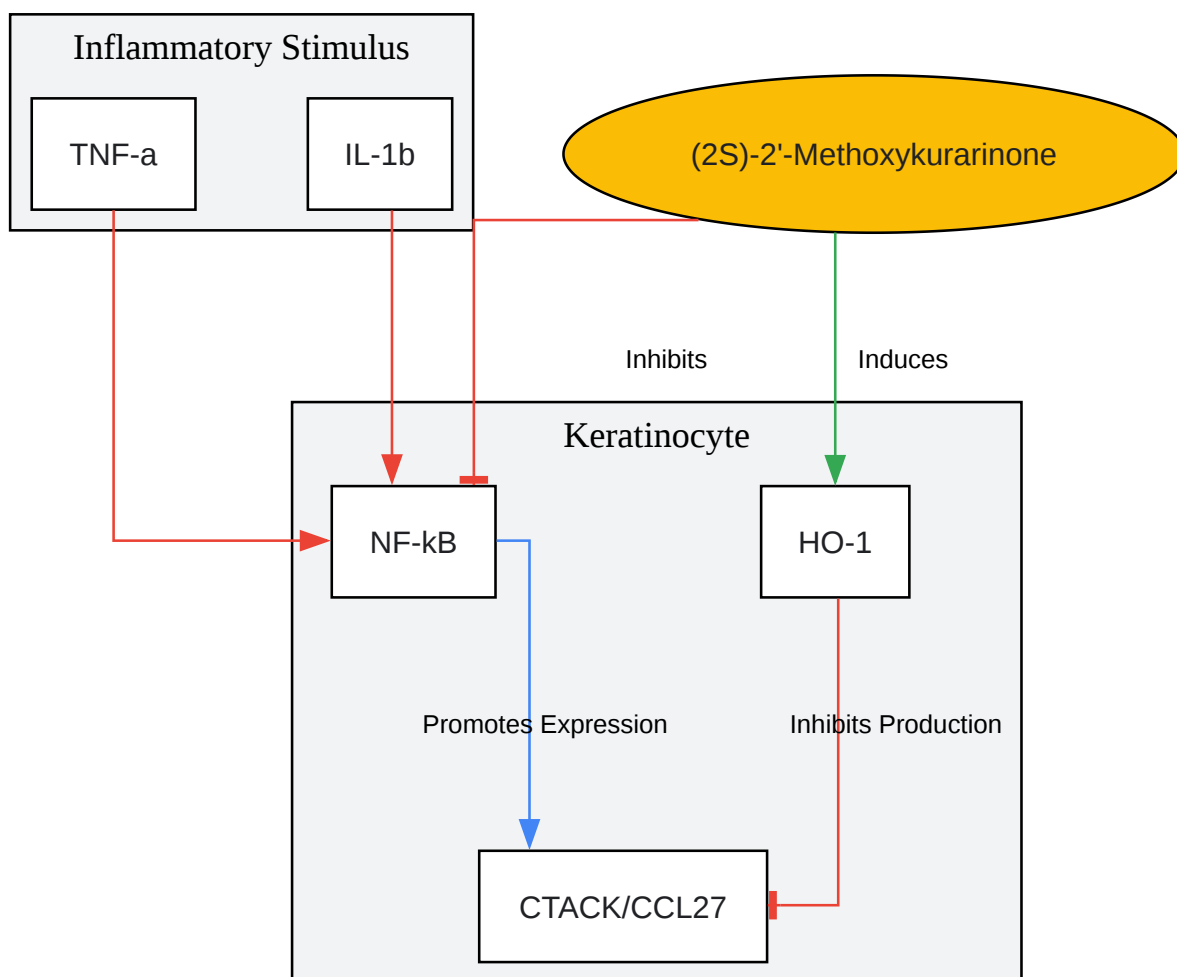 Inflammatory Stimulus
TNF-a
IL-1b
(2S)-2'-Methoxykurarinone
Inhibits
Induces
Keratinocyte
NF-kB
HO-1
Promotes Expression
Inhibits Production
CTACK/CCL27